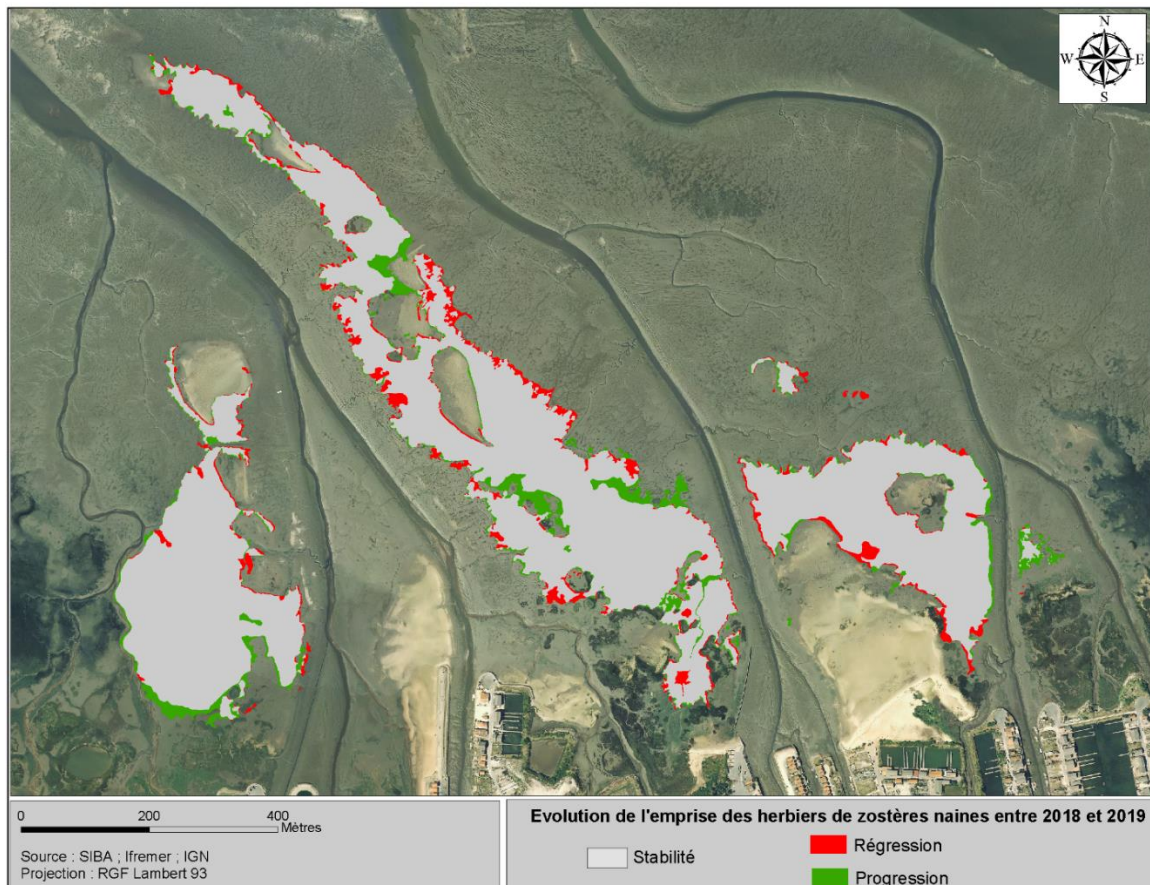 N
W E
S
0 200 400
Mètres
Source : SIBA ; Ifremer ; IGN
Projection : RGF Lambert 93
Evolution de l'emprise des herbiers de zostères naines entre 2018 et 2019
Stabilité
Régression
Progression